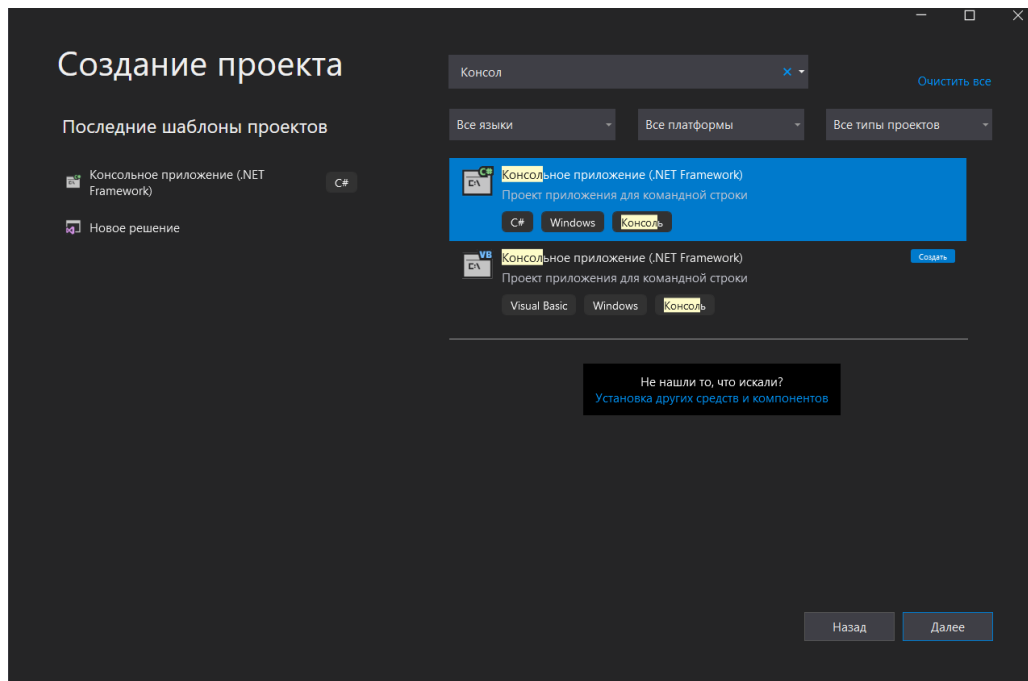 Создание проекта
Последние шаблоны проектов
Консольное приложение (.NET
Framework)
C#
Новое решение
Консол
Очистить все
Все языки
Все платформы
Все типы проектов
C#
C:\
Консольное приложение (.NET Framework)
Проект приложения для командной строки
C#
Windows
Консоль
VB
C:\
Консольное приложение (.NET Framework)
Создать
Проект приложения для командной строки
Visual Basic
Windows
Консоль
Не нашли то, что искали?
Установка других средств и компонентов
Назад
Далее